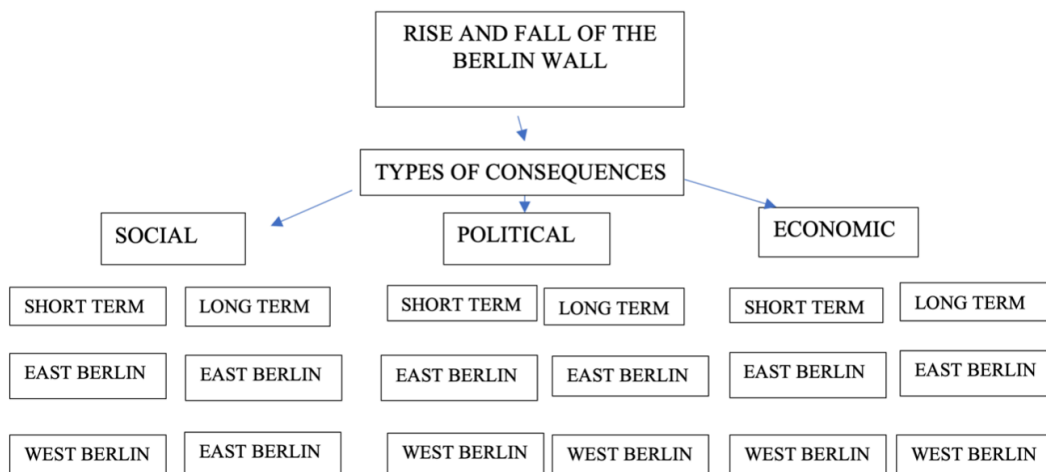 RISE AND FALL OF THE
BERLIN WALL
TYPES OF CONSEQUENCES
SOCIAL
POLITICAL
ECONOMIC
SHORT TERM
LONG TERM
SHORT TERM
LONG TERM
SHORT TERM
LONG TERM
EAST BERLIN
EAST BERLIN
EAST BERLIN
EAST BERLIN
EAST BERLIN
EAST BERLIN
WEST BERLIN
EAST BERLIN
WEST BERLIN
WEST BERLIN
WEST BERLIN
WEST BERLIN